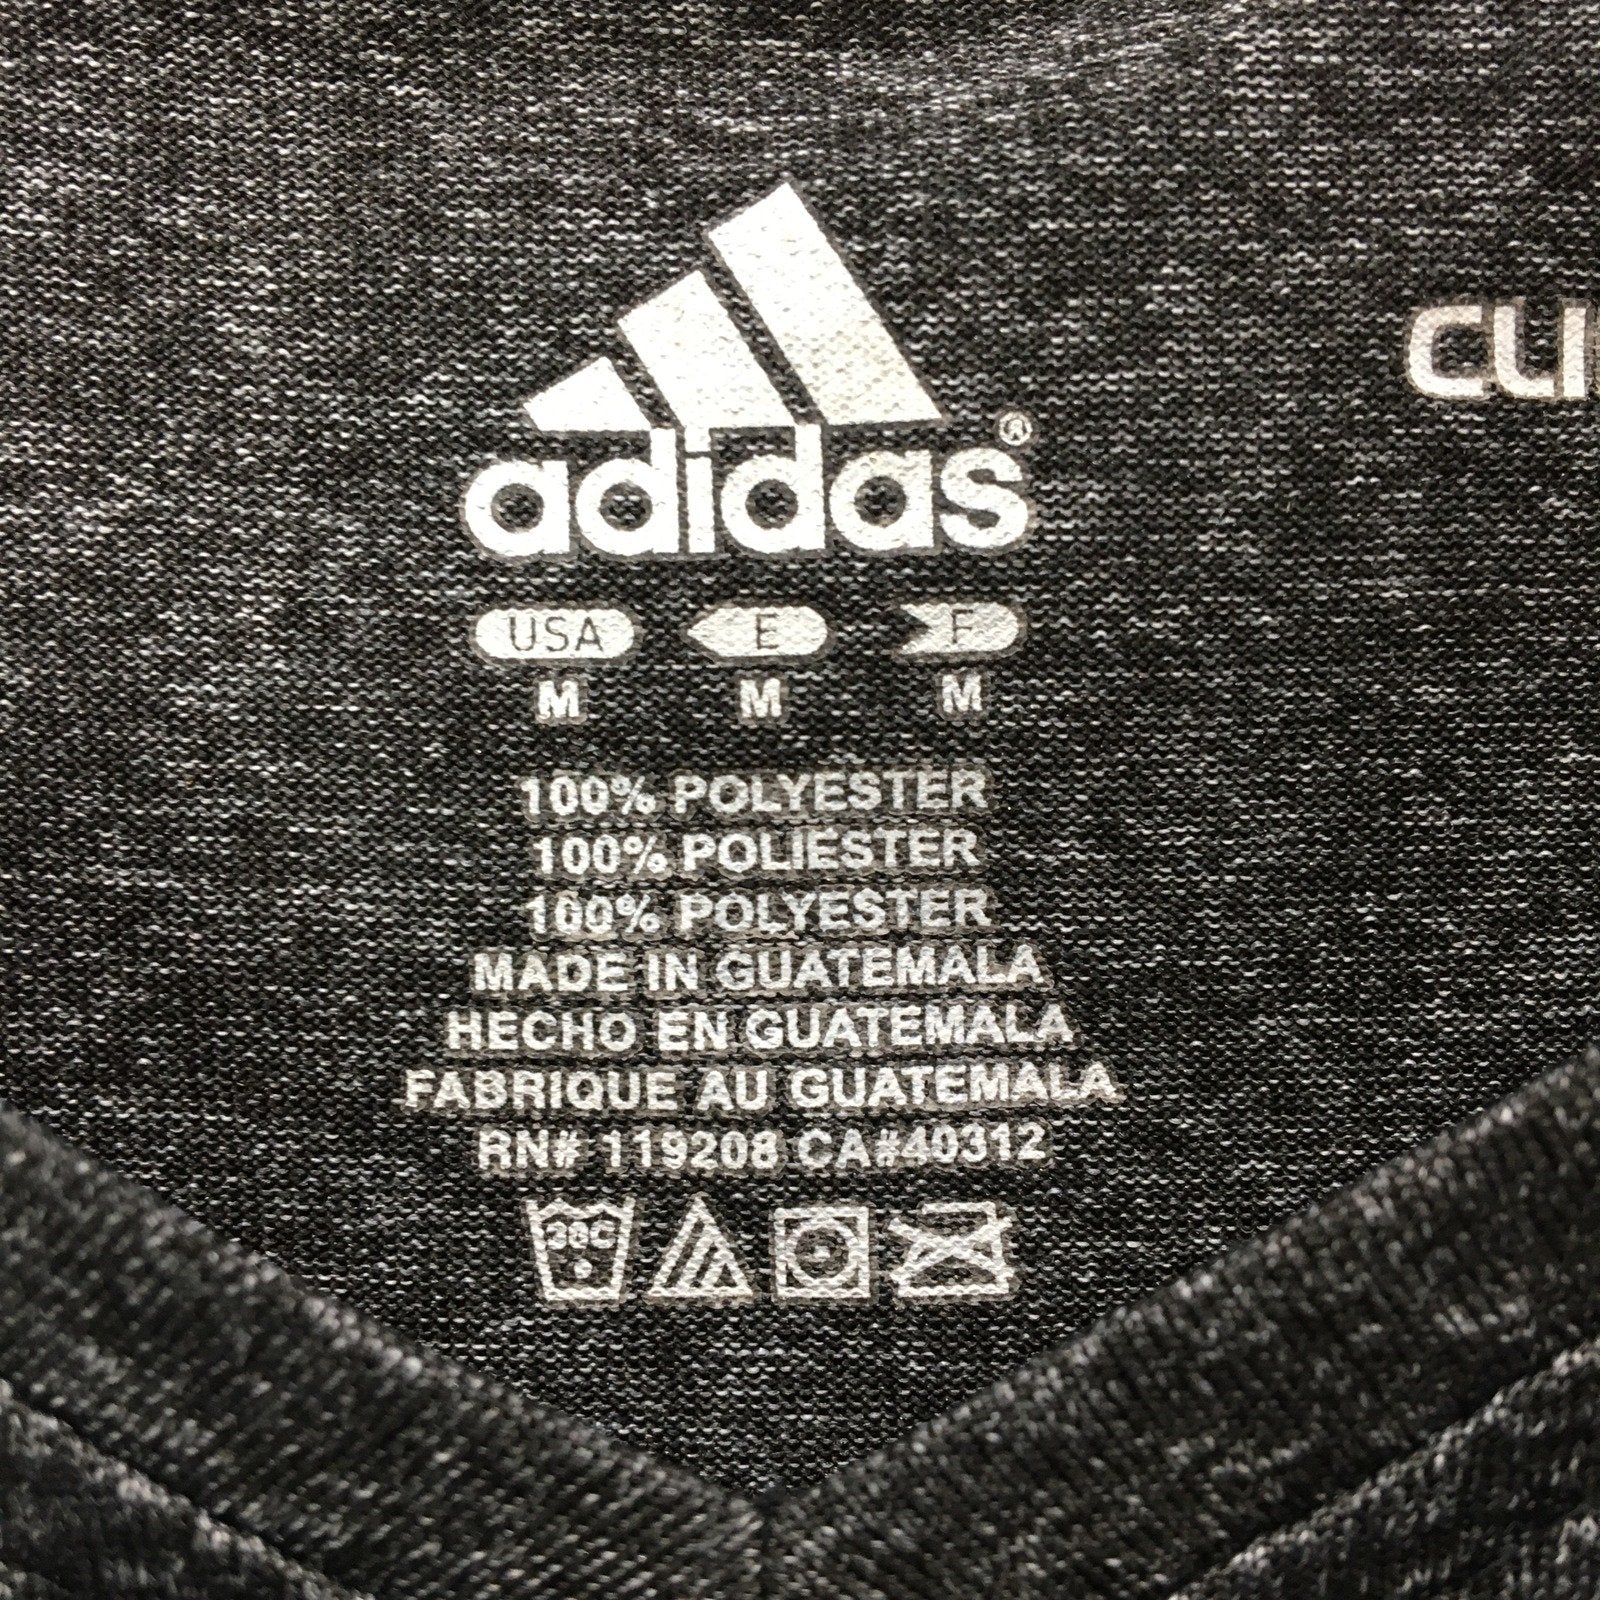 adidas®
CLI
USA E F
M M M
100% POLYESTER
100% POLIESTER
100% POLYESTER
MADE IN GUATEMALA
HECHO EN GUATEMALA
FABRIQUE AU GUATEMALA
RN# 119208 CA#40312
30C